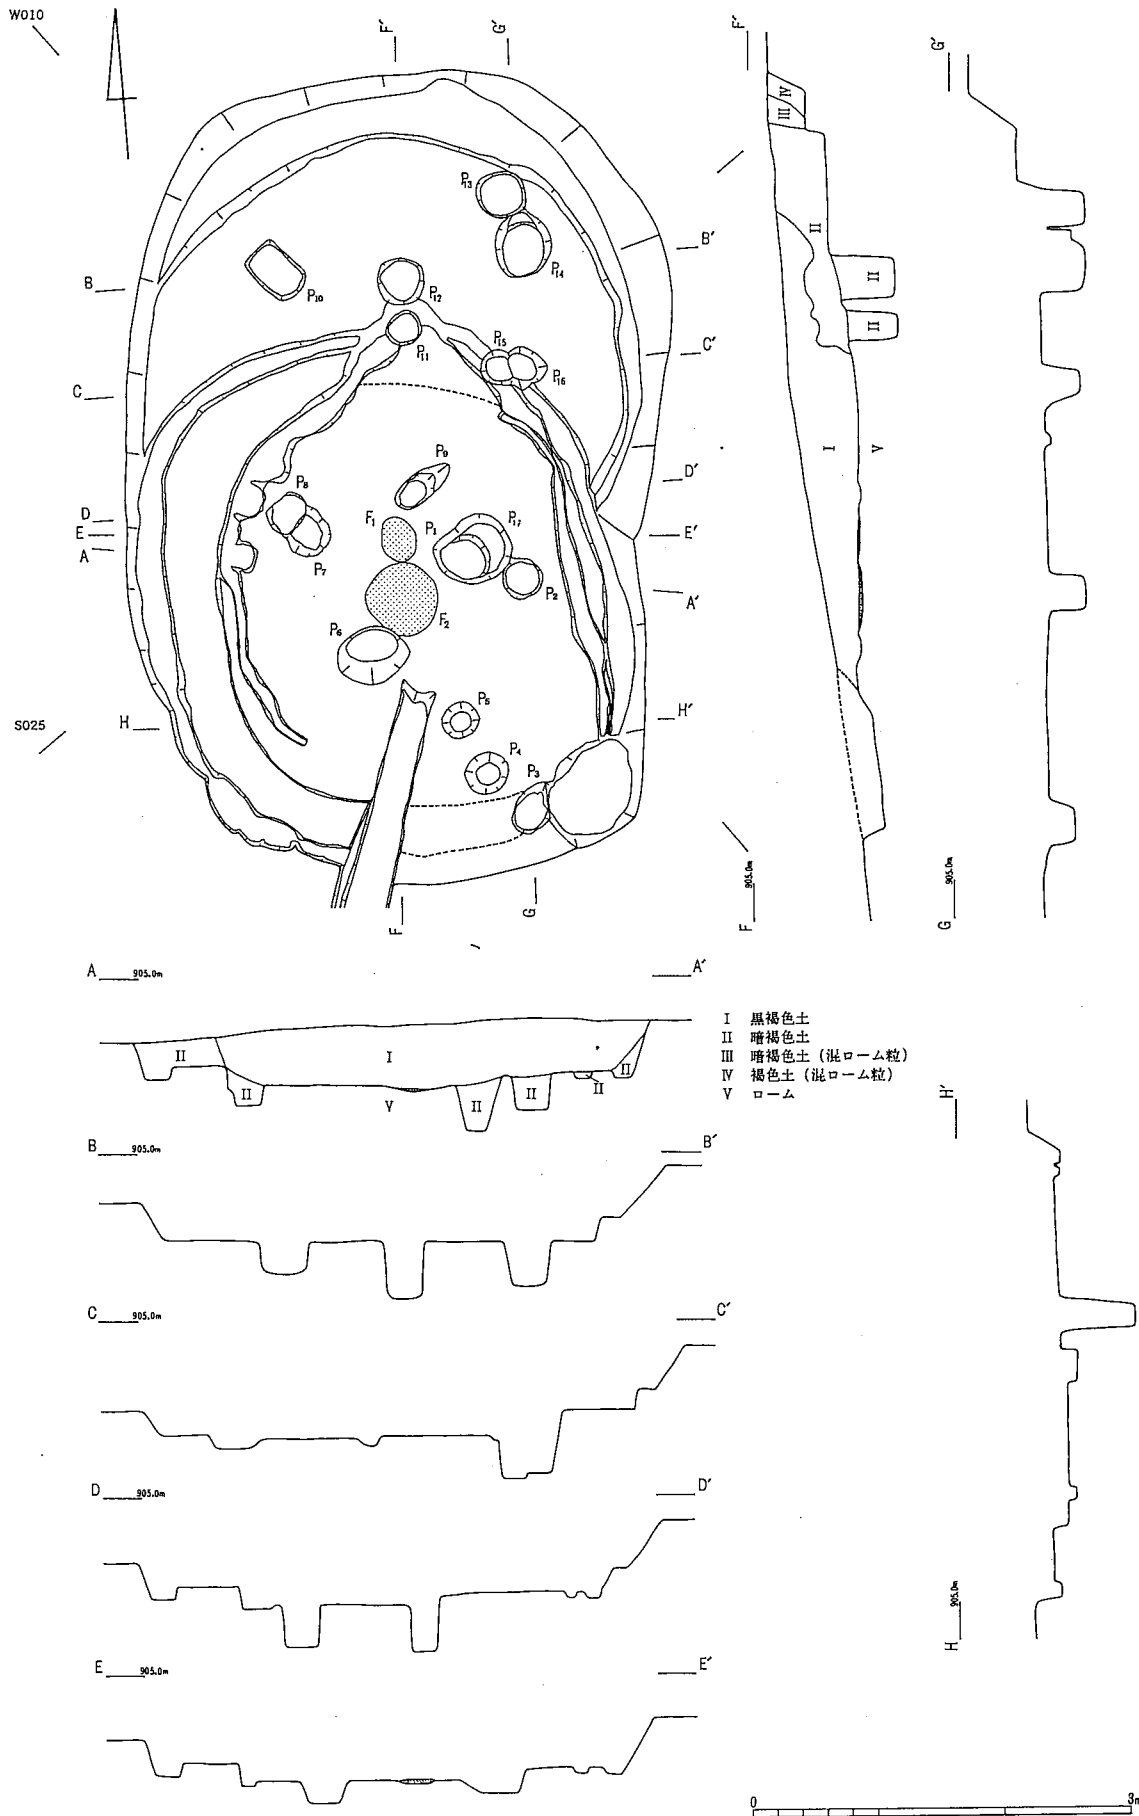 W010
F′
G′
F′
G′
P13
B′
P14
B
P10
P12
P15
C′
P11
P16
C
P9
D′
P8
D
F1
P1
P17
E
E′
A
P7
P2
A′
P6
F2
P5
H
H′
S025
P4
P3
G
F
IV
III
II
II
II
I
V
F
905.0m
G
905.0m
A
905.0m
A′
II
I
II
II
V
II
II
II
I 黒褐色土
II 暗褐色土
III 暗褐色土 (混ローム粒)
IV 褐色土 (混ローム粒)
V ローム
B
905.0m
B′
H′
C
905.0m
C′
D
905.0m
D′
H
905.0m
E
905.0m
E′
0
3m